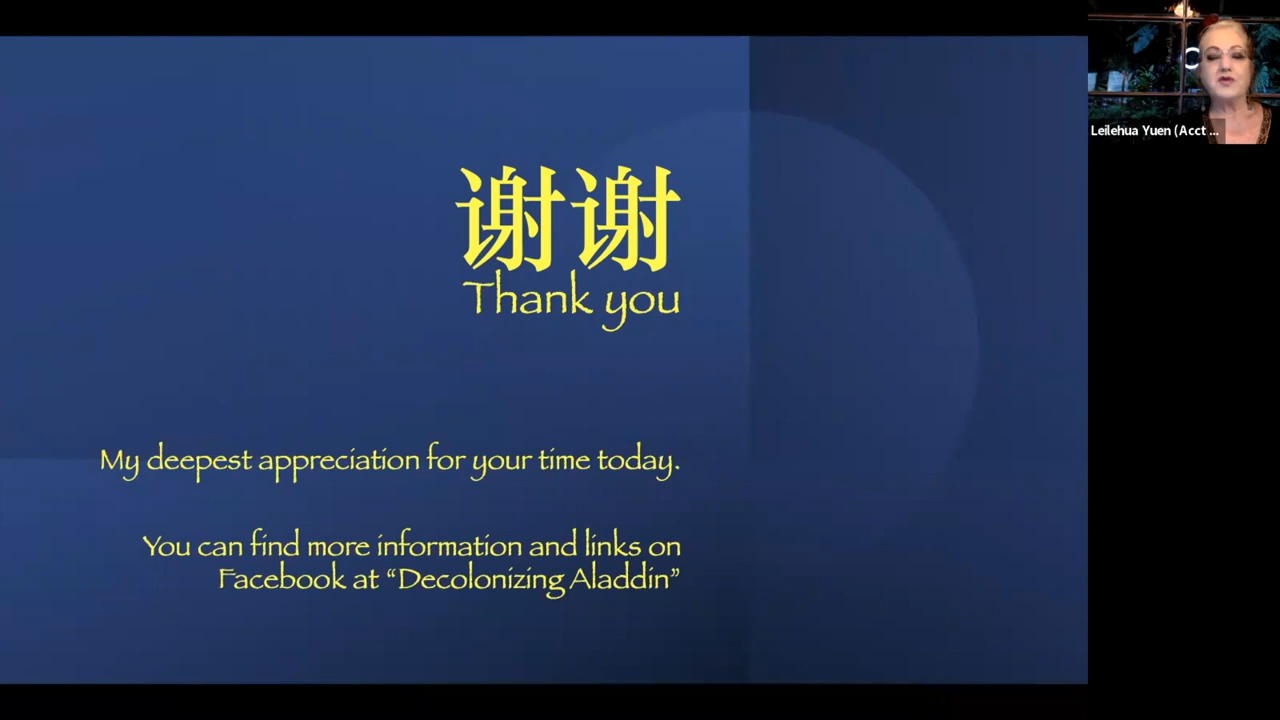 谢谢
Thank you
My deepest appreciation for your time today.
You can find more information and links on
Facebook at “Decolonizing Aladdin”
Leilehua Yuen (Acct ...